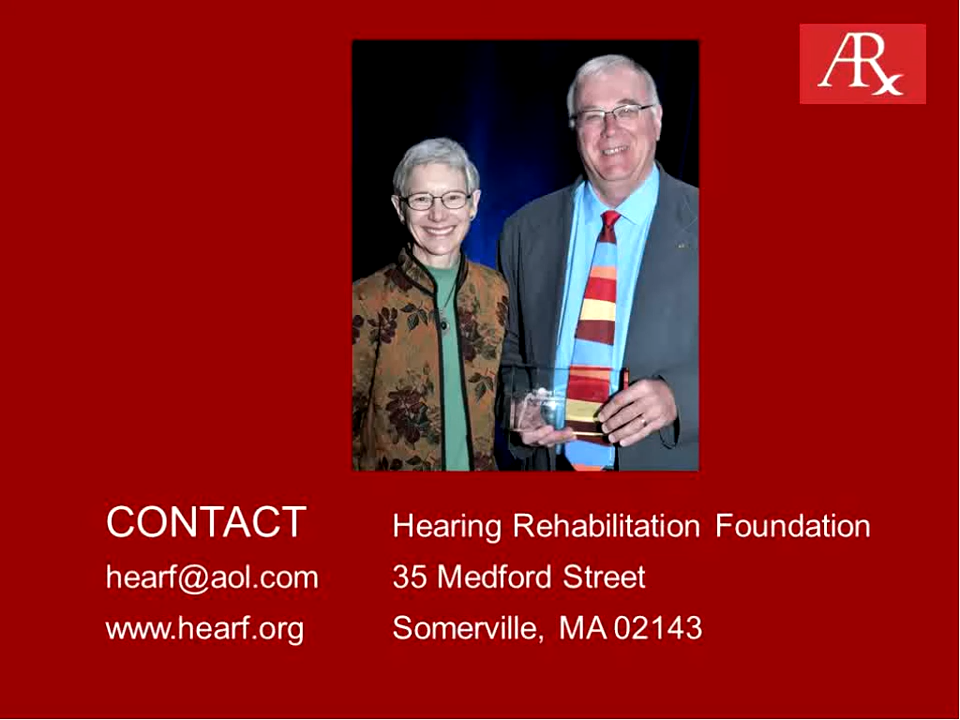 ARx
CONTACT
hearf@aol.com
www.hearf.org
Hearing Rehabilitation Foundation
35 Medford Street
Somerville, MA 02143